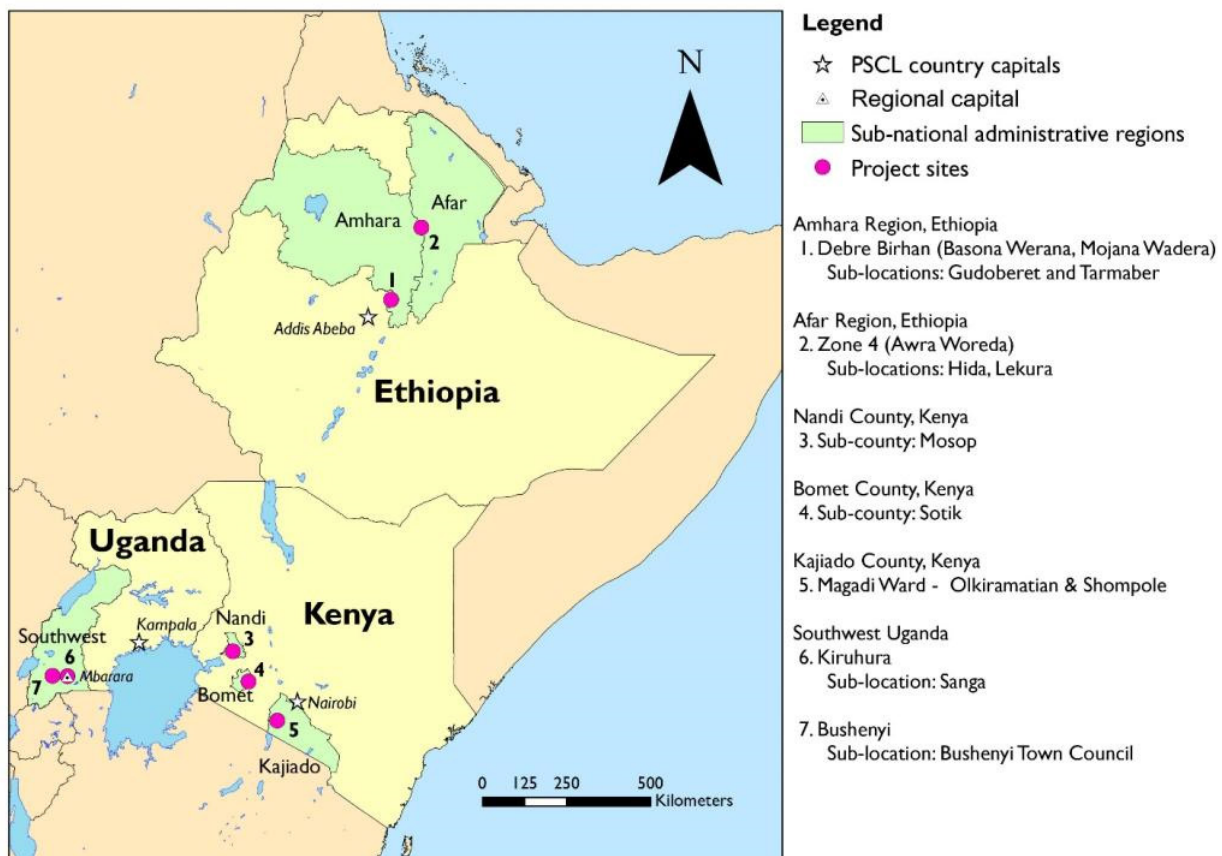 N
Amhara
Afar
2
1
Addis Abeba
Ethiopia
Uganda
Kampala
Nandi
Kenya
Southwest
3
6
4
7
Mbarara
Bomet
Nairobi
5
Kajiado
0 125 250 500
Kilometers
Legend
PSCL country capitals
Regional capital
Sub-national administrative regions
Project sites
Amhara Region, Ethiopia
1. Debre Birhan (Basona Werana, Mojana Wadera)
Sub-locations: Gudoberet and Tarmaber
Afar Region, Ethiopia
2. Zone 4 (Awra Woreda)
Sub-locations: Hida, Lekura
Nandi County, Kenya
3. Sub-county: Mosop
Bomet County, Kenya
4. Sub-county: Sotik
Kajiado County, Kenya
5. Magadi Ward - Olkiramatian & Shompole
Southwest Uganda
6. Kiruhura
Sub-location: Sanga
7. Bushenyi
Sub-location: Bushenyi Town Council